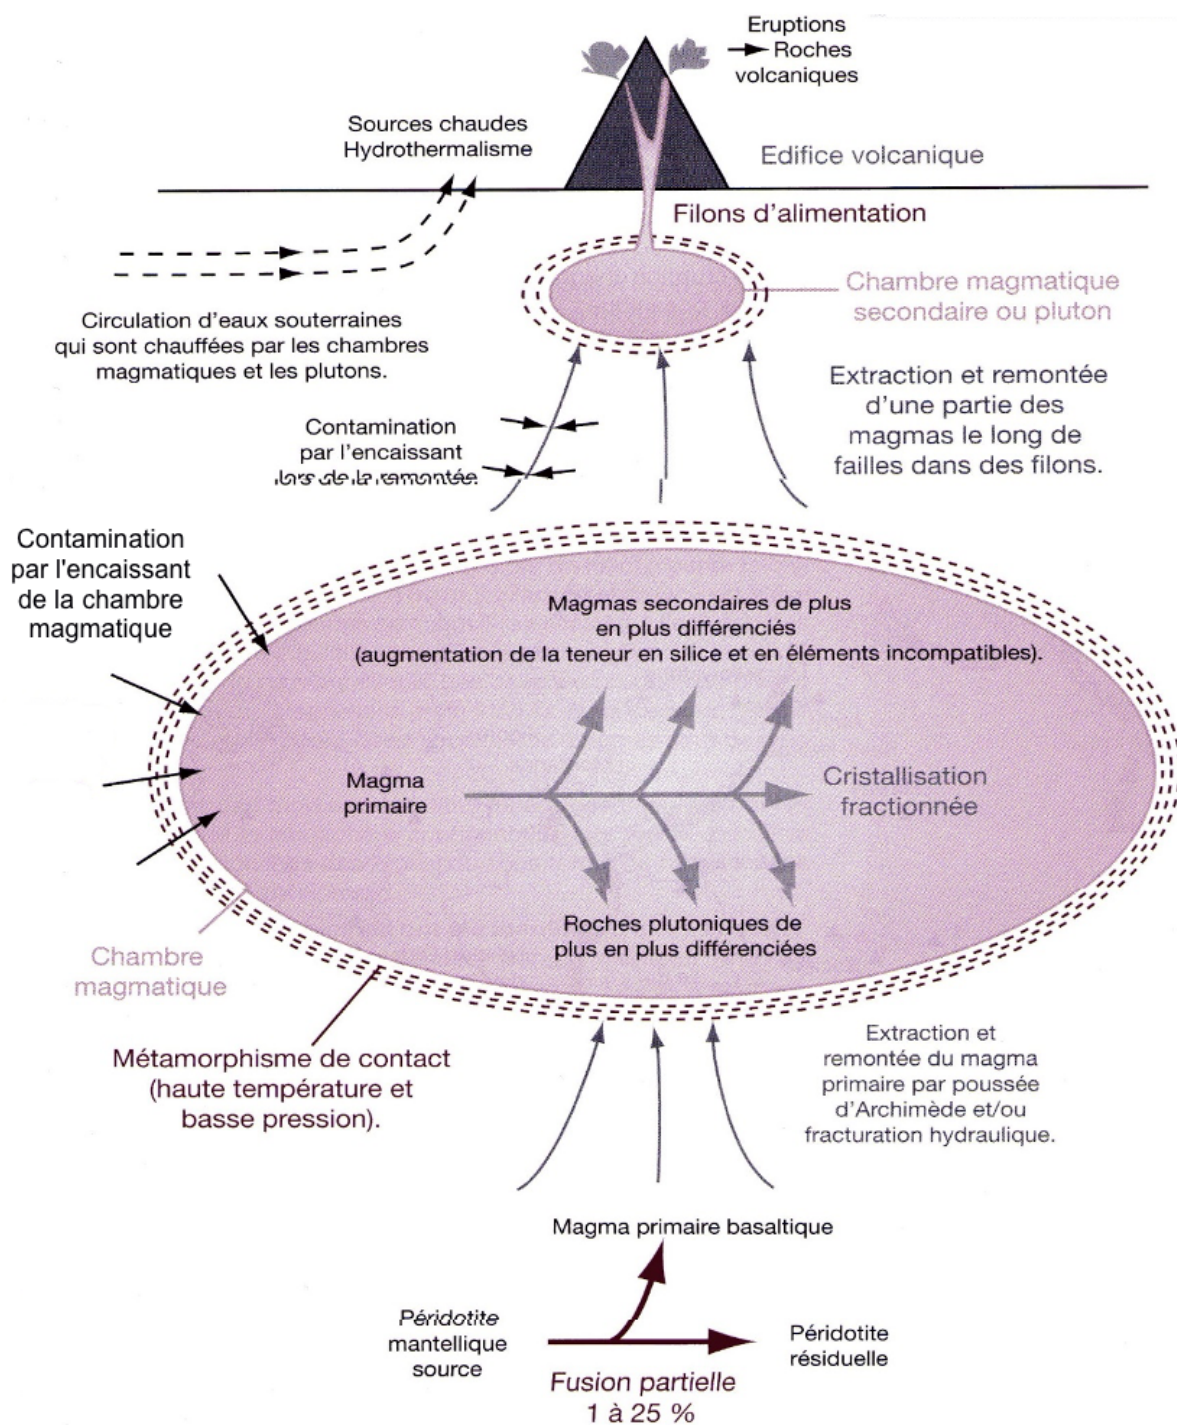 Eruptions
Roches
volcaniques
Sources chaudes
Hydrothermalisme
Edifice volcanique
Filons d'alimentation
Chambre magmatique
secondaire ou pluton
Circulation d'eaux souterraines
qui sont chauffées par les chambres
magmatiques et les plutons.
Extraction et remontée
d'une partie des
magmas le long de
failles dans des filons.
Contamination
par l'encaissant
lors de la remontée.
Contamination
par l'encaissant
de la chambre
magmatique
Magmas secondaires de plus
en plus différenciés
(augmentation de la teneur en silice et en éléments incompatibles).
Magma
primaire
Cristallisation
fractionnée
Roches plutoniques de
plus en plus différenciées
Chambre
magmatique
Métamorphisme de contact
(haute température et
basse pression).
Extraction et
remontée du magma
primaire par poussée
d'Archimède et/ou
fracturation hydraulique.
Magma primaire basaltique
Péridotite
mantellique
source
Péridotite
résiduelle
Fusion partielle
1 à 25 %